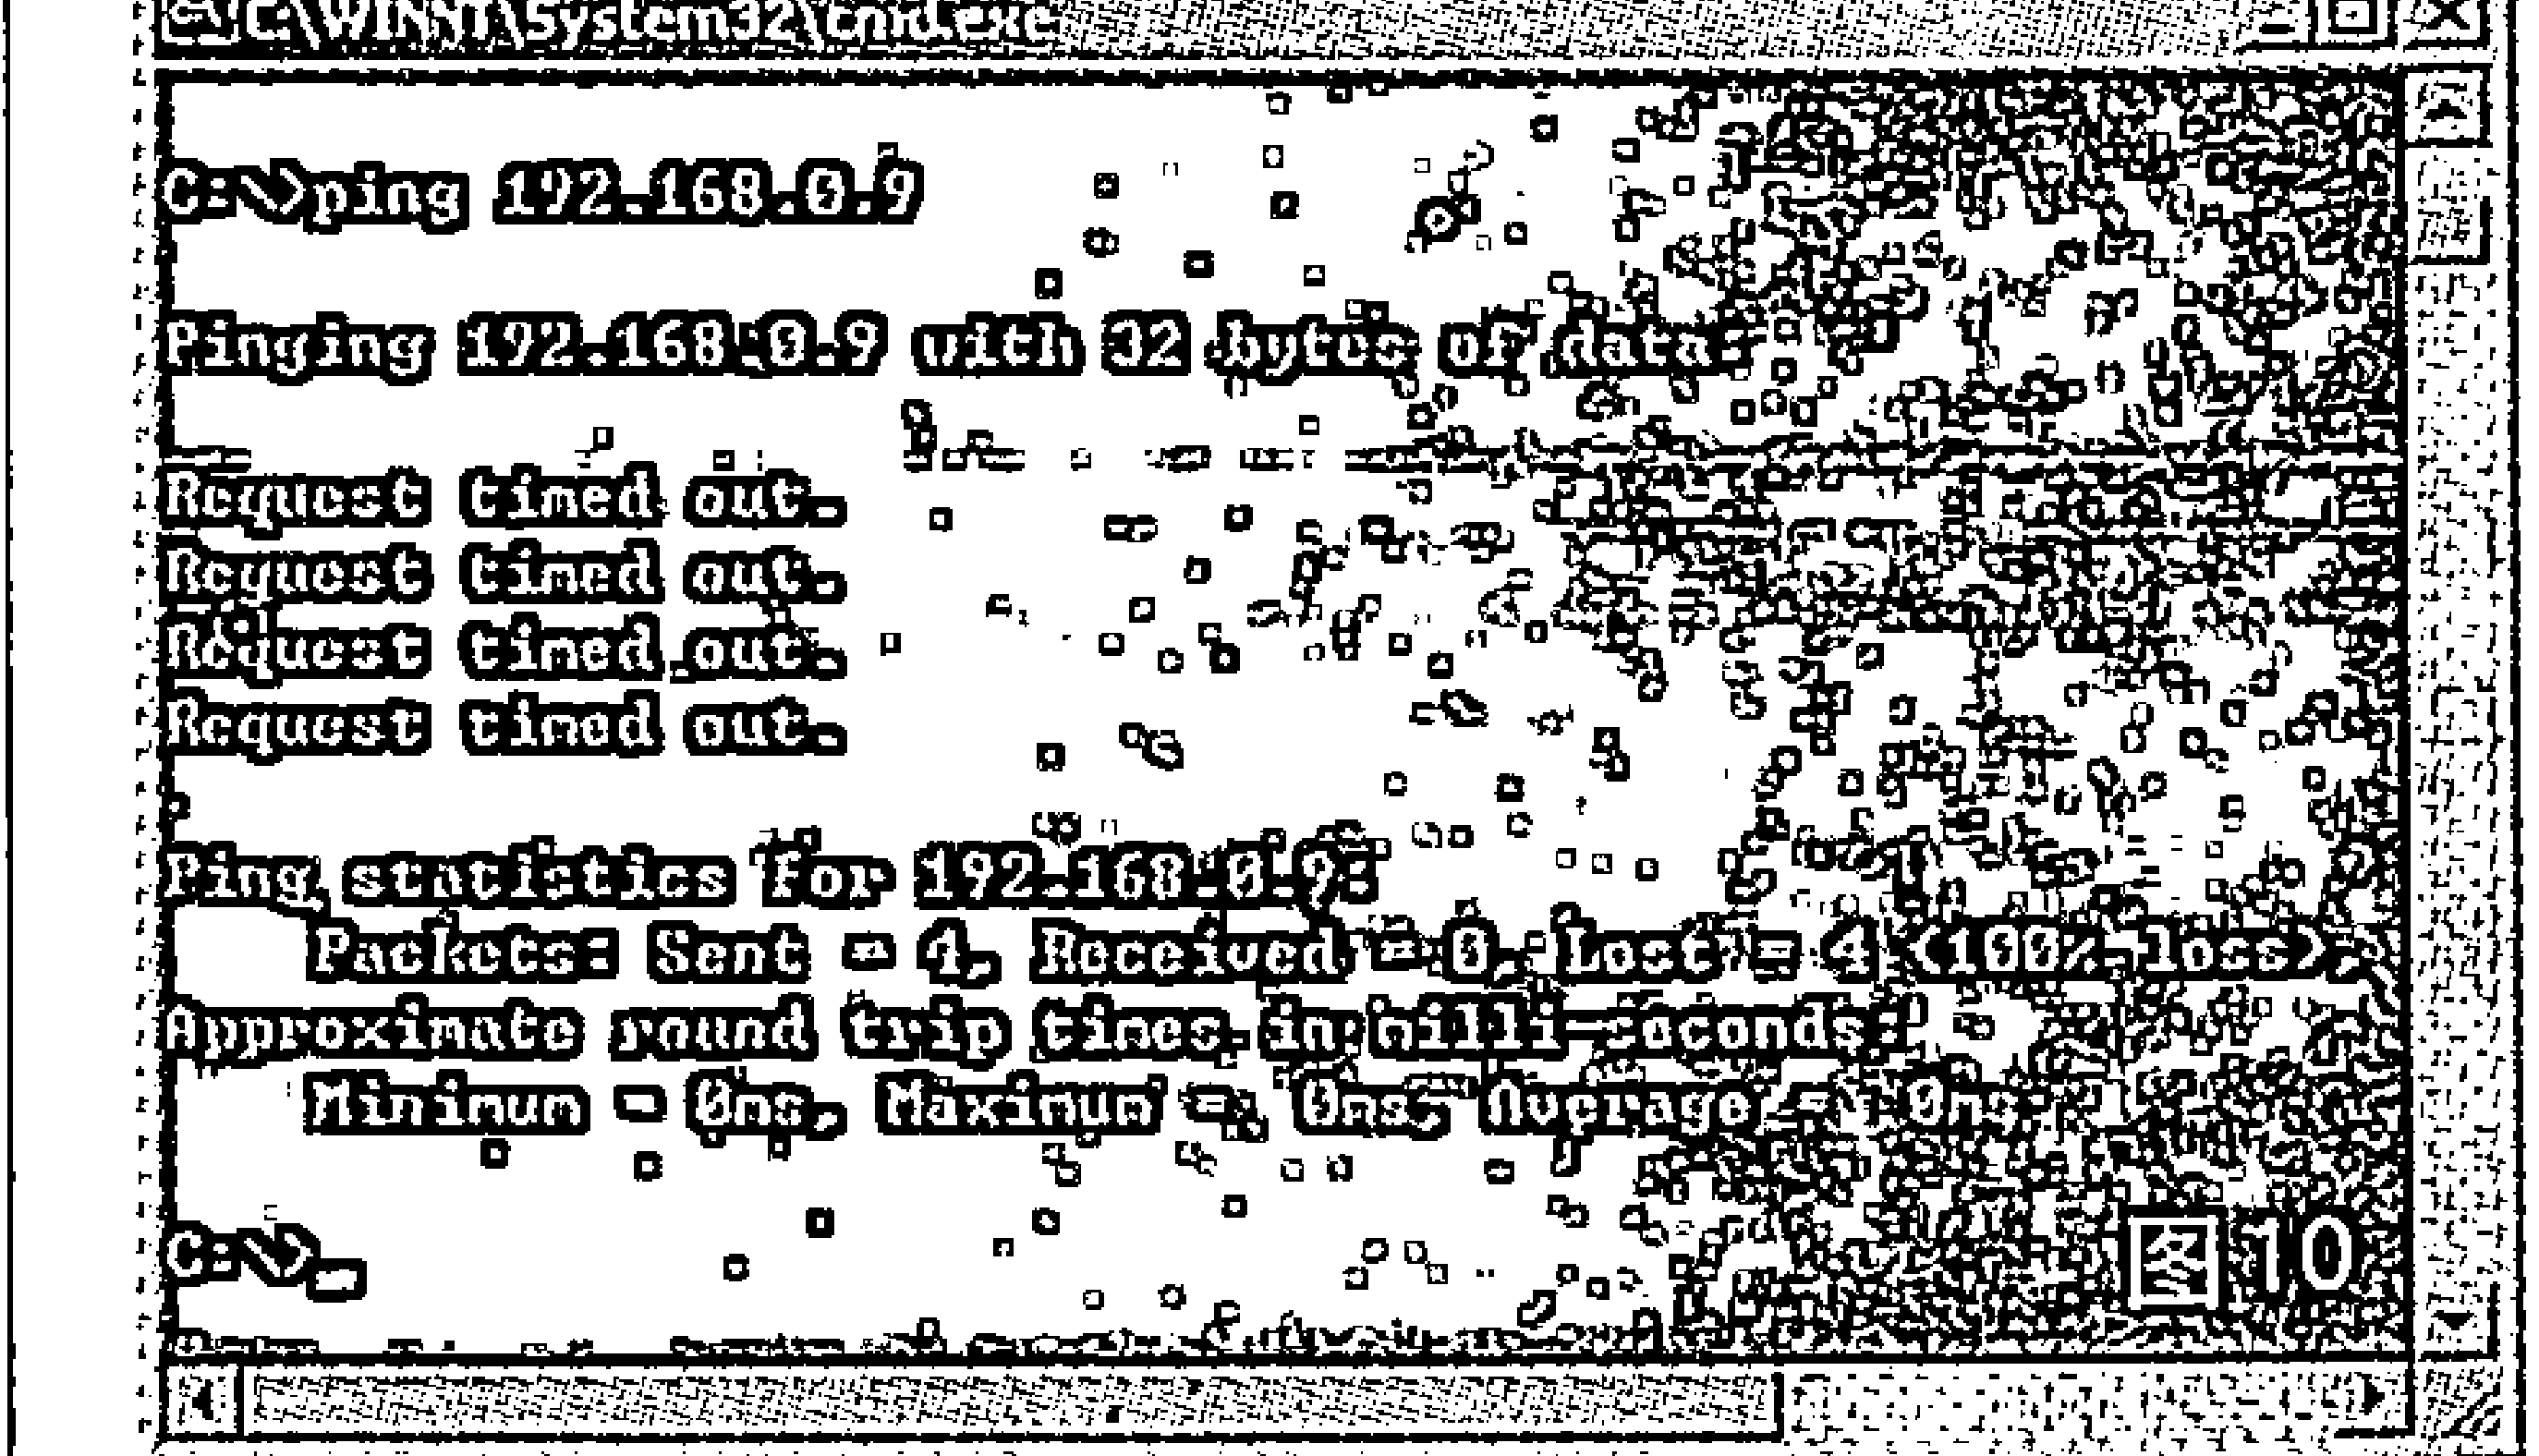 C:\WINNT\System32\cmd.exe
C:\>ping 192.168.0.9
Pinging 192.168.0.9 with 32 bytes of data:
Request timed out.
Request timed out.
Request timed out.
Request timed out.
Ping statistics for 192.168.0.9:
Packets: Sent = 4, Received = 0, Lost = 4 (100% loss),
Approximate round trip times in milli-seconds:
Minimum = 0ms, Maximum =  0ms, Average =  0ms
C:\>_
图10